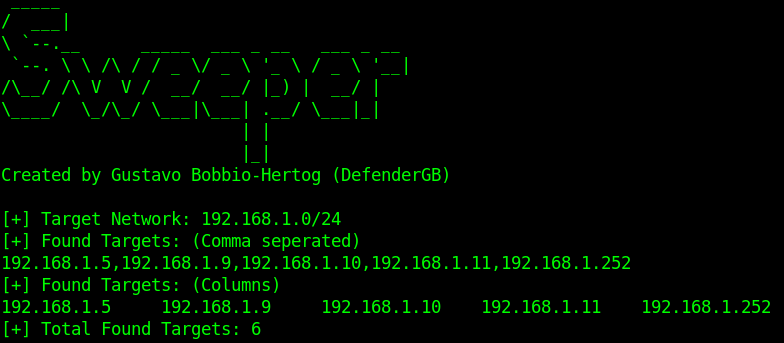 Sweeper
Created by Gustavo Bobbio-Hertog (DefenderGB)
[+] Target Network: 192.168.1.0/24
[+] Found Targets: (Comma seperated)
192.168.1.5,192.168.1.9,192.168.1.10,192.168.1.11,192.168.1.252
[+] Found Targets: (Columns)
192.168.1.5     192.168.1.9     192.168.1.10    192.168.1.11    192.168.1.252
[+] Total Found Targets: 6